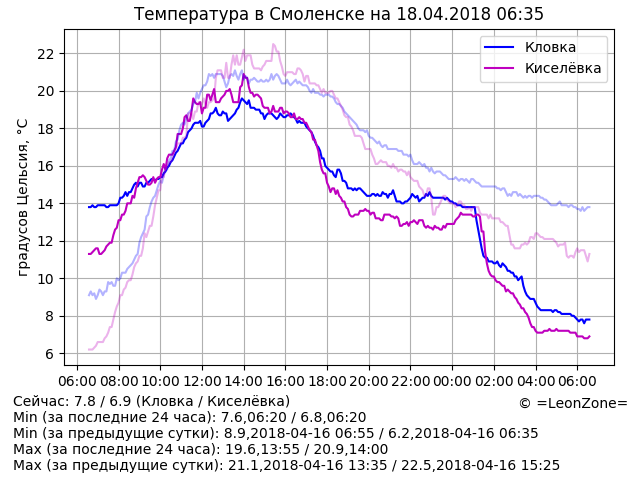 Температура в Смоленске на 18.04.2018 06:35
Кловка
Киселёвка
градусов Цельсия, °C
22
20
18
16
14
12
10
8
6
06:00 08:00 10:00 12:00 14:00 16:00 18:00 20:00 22:00 00:00 02:00 04:00 06:00
Сейчас: 7.8 / 6.9 (Кловка / Киселёвка)
© =LeonZone=
Min (за последние 24 часа): 7.6,06:20 / 6.8,06:20
Min (за предыдущие сутки): 8.9,2018-04-16 06:55 / 6.2,2018-04-16 06:35
Max (за последние 24 часа): 19.6,13:55 / 20.9,14:00
Max (за предыдущие сутки): 21.1,2018-04-16 13:35 / 22.5,2018-04-16 15:25